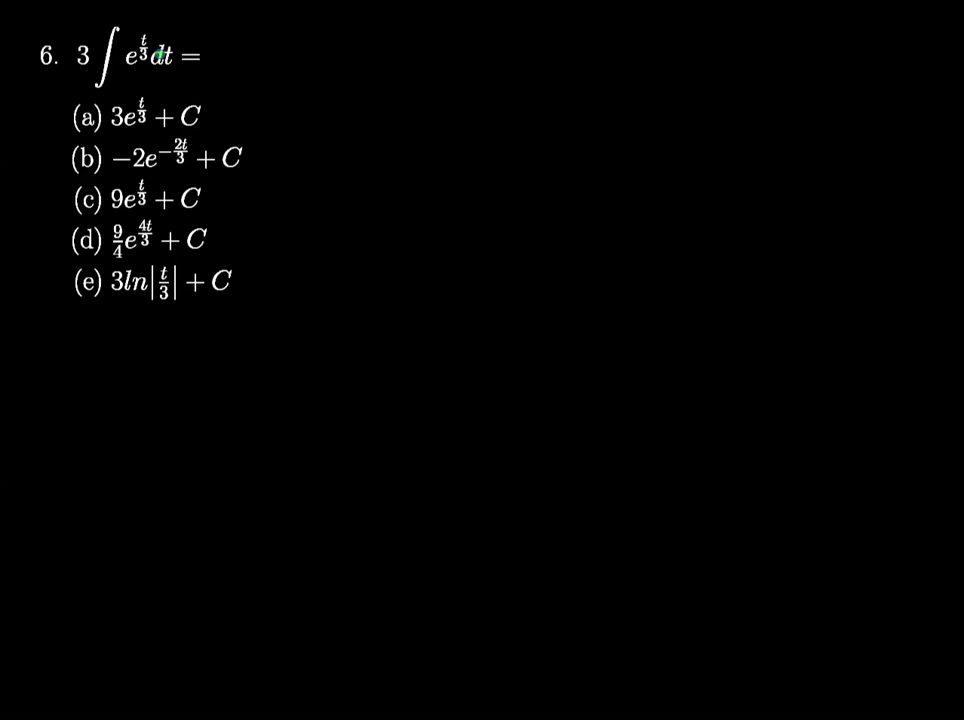 6. 3∫e^{t/3}dt =
(a) 3e^{t/3} + C
(b) −2e^{−2t/3} + C
(c) 9e^{t/3} + C
(d) 9/4 e^{4t/3} + C
(e) 3ln|t/3| + C